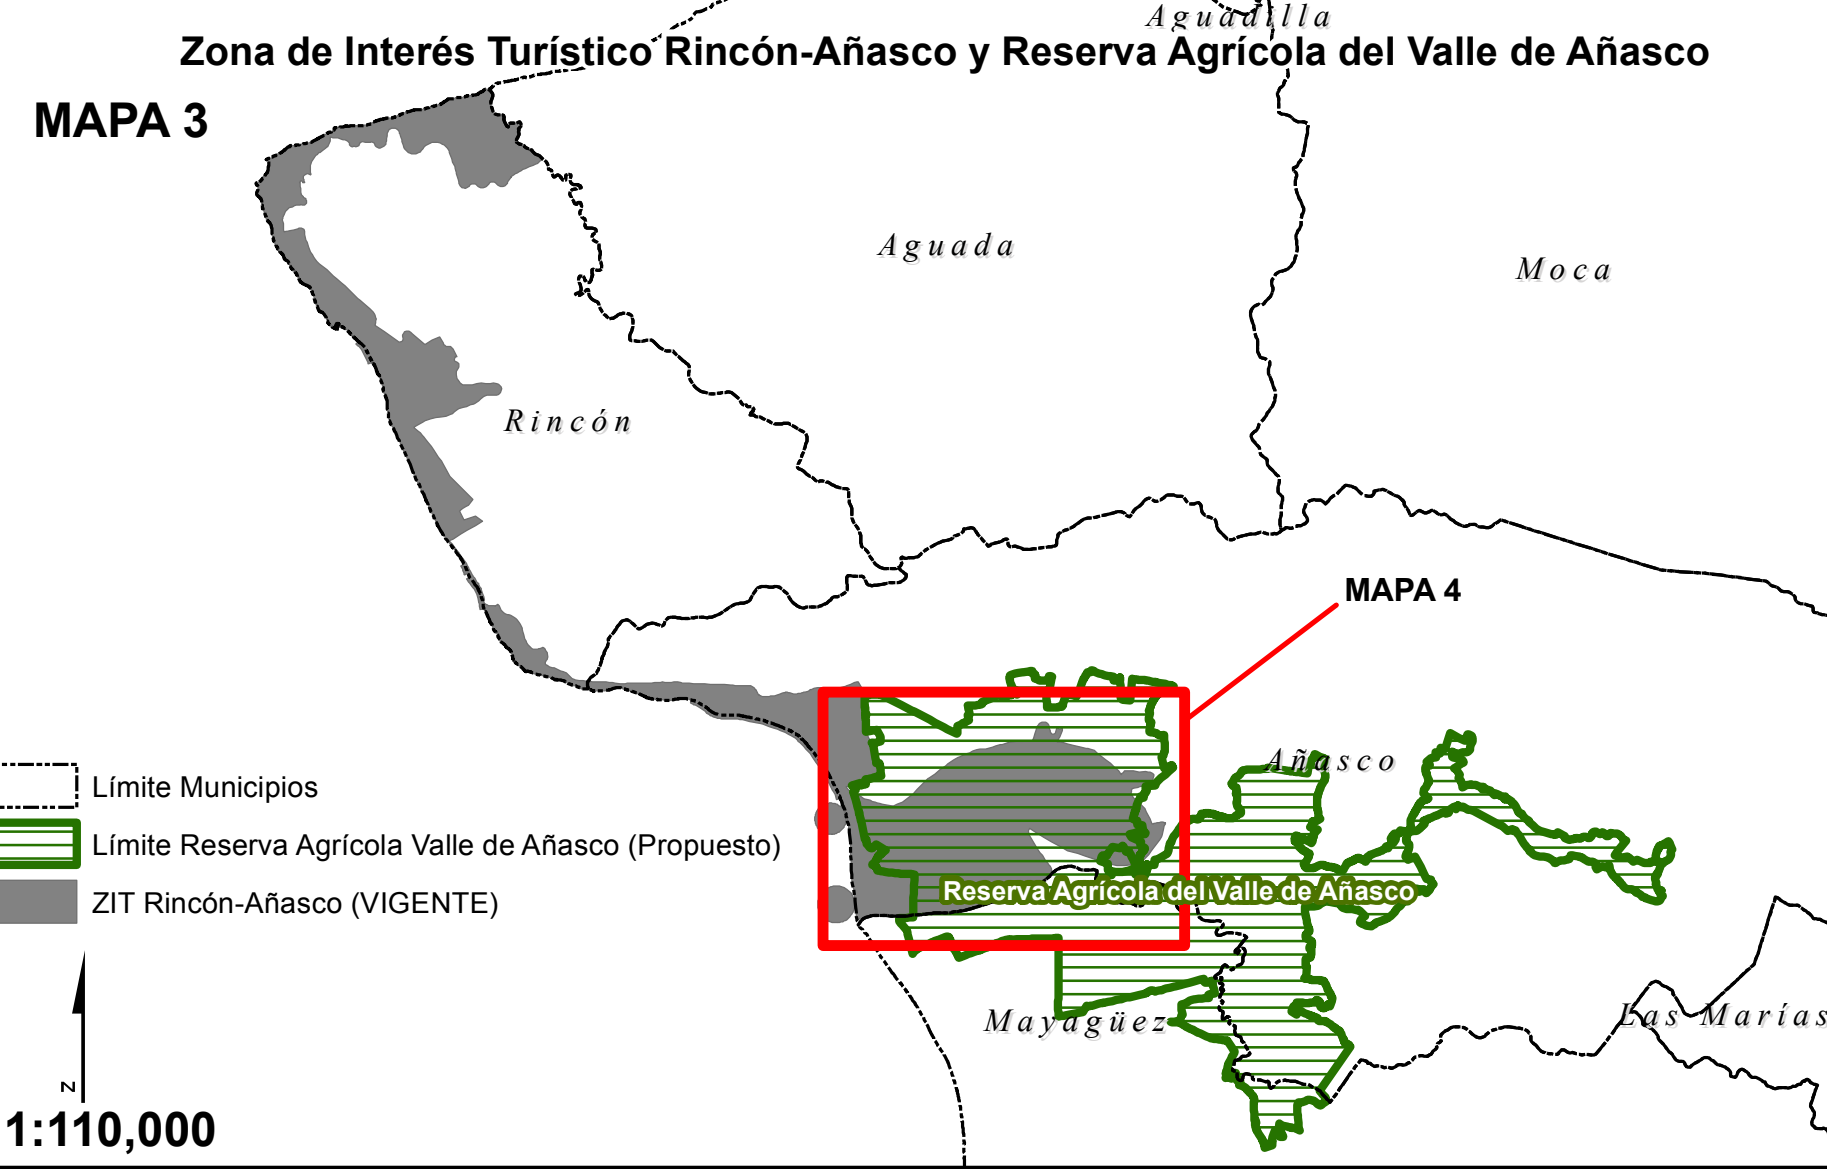 Aguadilla
Zona de Interés Turístico Rincón-Añasco y Reserva Agrícola del Valle de Añasco
MAPA 3
Aguada
Moca
Rincón
MAPA 4
Añasco
Límite Municipios
Límite Reserva Agrícola Valle de Añasco (Propuesto)
ZIT Rincón-Añasco (VIGENTE)
Reserva Agrícola del Valle de Añasco
Mayagüez
Las Marías
Z
1:110,000